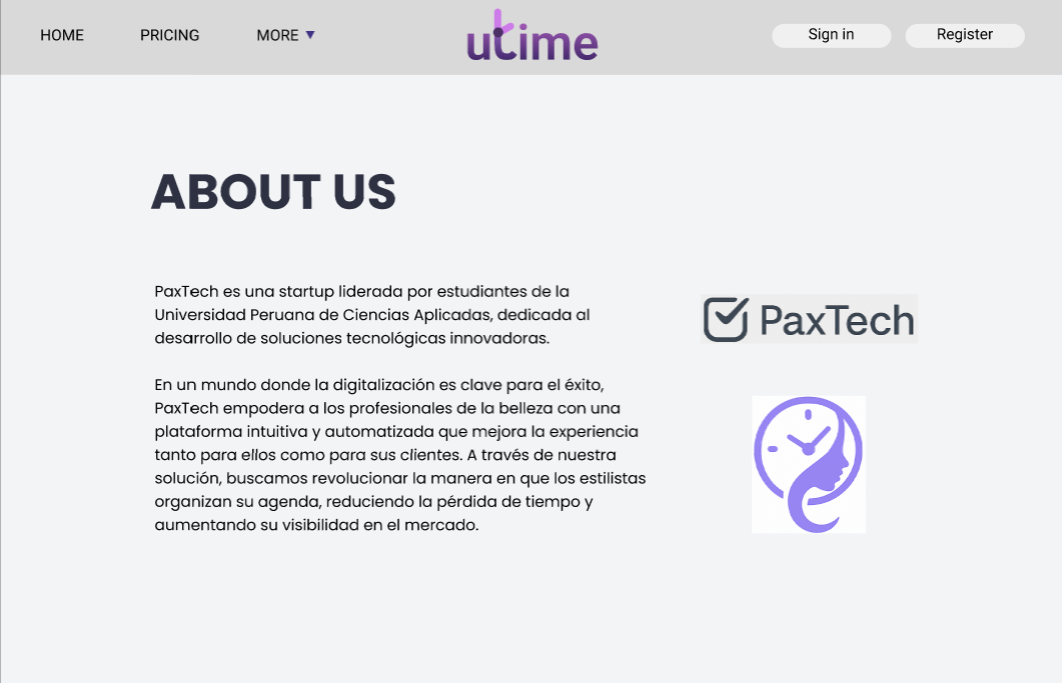 HOME
PRICING
MORE ▼
utime
Sign in
Register
ABOUT US
PaxTech es una startup liderada por estudiantes de la
Universidad Peruana de Ciencias Aplicadas, dedicada al
desarrollo de soluciones tecnológicas innovadoras.
En un mundo donde la digitalización es clave para el éxito,
PaxTech empodera a los profesionales de la belleza con una
plataforma intuitiva y automatizada que mejora la experiencia
tanto para ellos como para sus clientes. A través de nuestra
solución, buscamos revolucionar la manera en que los estilistas
organizan su agenda, reduciendo la pérdida de tiempo y
aumentando su visibilidad en el mercado.
PaxTech